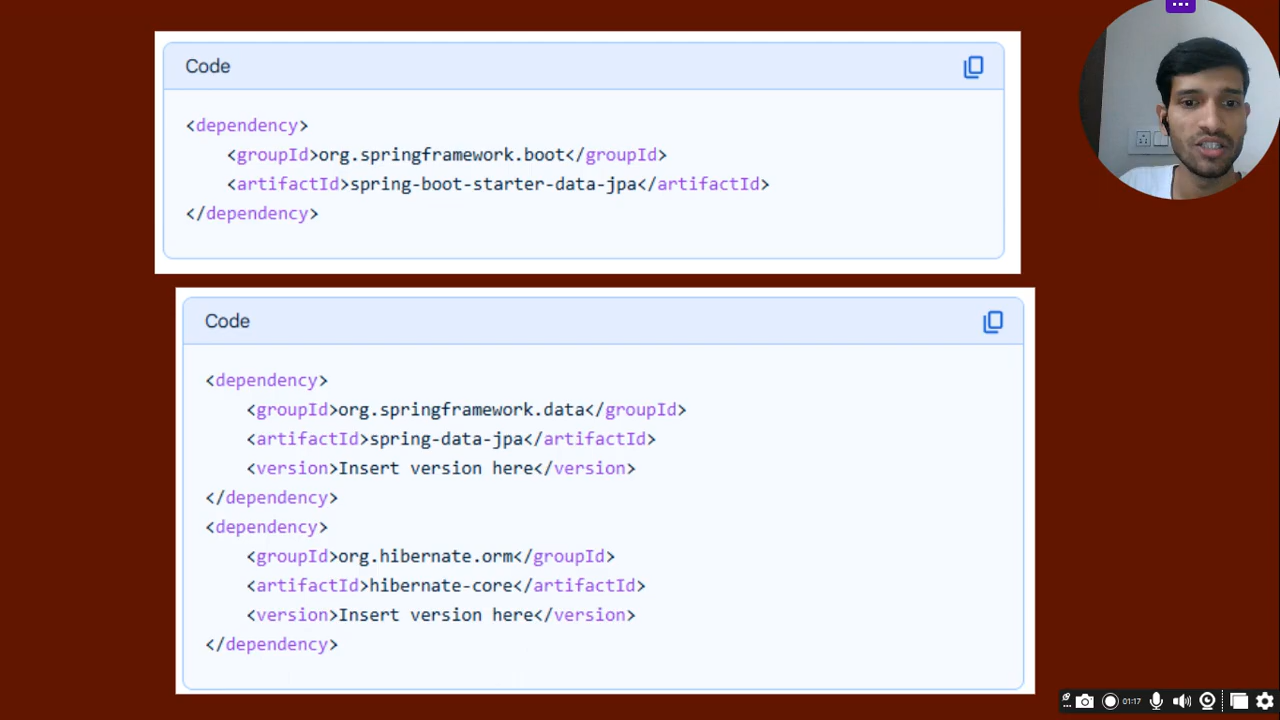 Code
<dependency>
<groupId>org.springframework.boot</groupId>
<artifactId>spring-boot-starter-data-jpa</artifactId>
</dependency>
Code
<dependency>
<groupId>org.springframework.data</groupId>
<artifactId>spring-data-jpa</artifactId>
<version>Insert version here</version>
</dependency>
<dependency>
<groupId>org.hibernate.orm</groupId>
<artifactId>hibernate-core</artifactId>
<version>Insert version here</version>
</dependency>
01:17